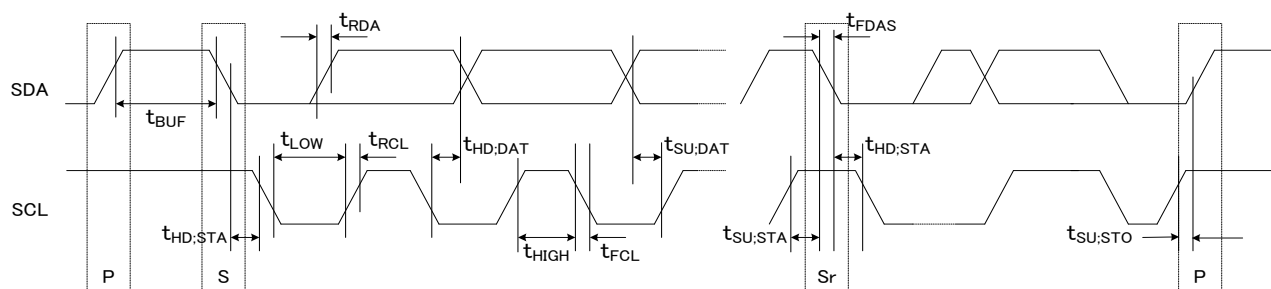 tRDA
tFDAS
SDA
tBUF
tLOW
tRCL
tHD;DAT
tSU;DAT
tHD;STA
SCL
tHD;STA
tHIGH
tFCL
tSU;STA
tSU;STO
P
S
Sr
P